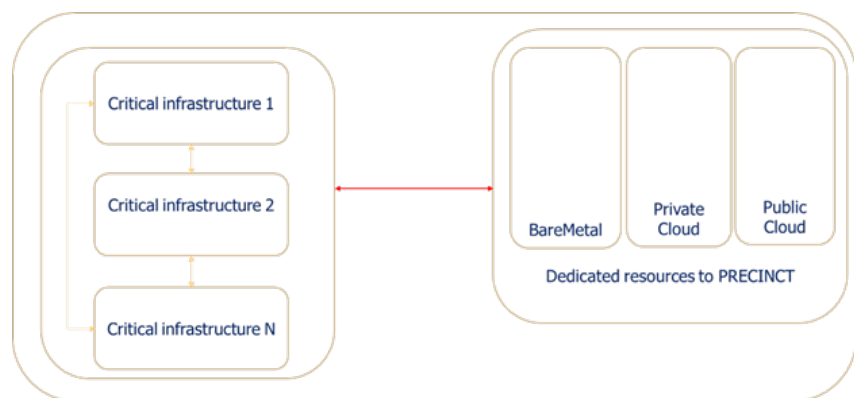 Critical infrastructure 1
Critical infrastructure 2
Critical infrastructure N
BareMetal
Private
Cloud
Public
Cloud
Dedicated resources to PRECINCT